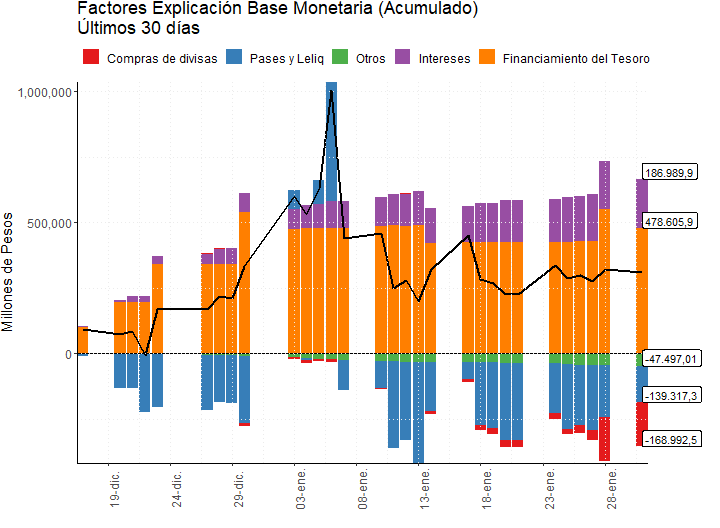 Factores Explicación Base Monetaria (Acumulado)
Últimos 30 días
Compras de divisas Pases y Leliq Otros Intereses Financiamiento del Tesoro
Millones de Pesos
1,000,000
500,000
0
186.989,9
478.605,9
-47.497,01
-139.317,3
-168.992,5
19-dic.
24-dic.
29-dic.
03-ene.
08-ene.
13-ene.
18-ene.
23-ene.
28-ene.